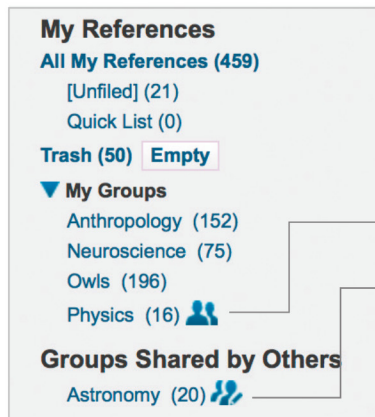 My References
All My References (459)
[Unfiled] (21)
Quick List (0)
Trash (50) Empty
My Groups
Anthropology (152)
Neuroscience (75)
Owls (196)
Physics (16)
Groups Shared by Others
Astronomy (20)